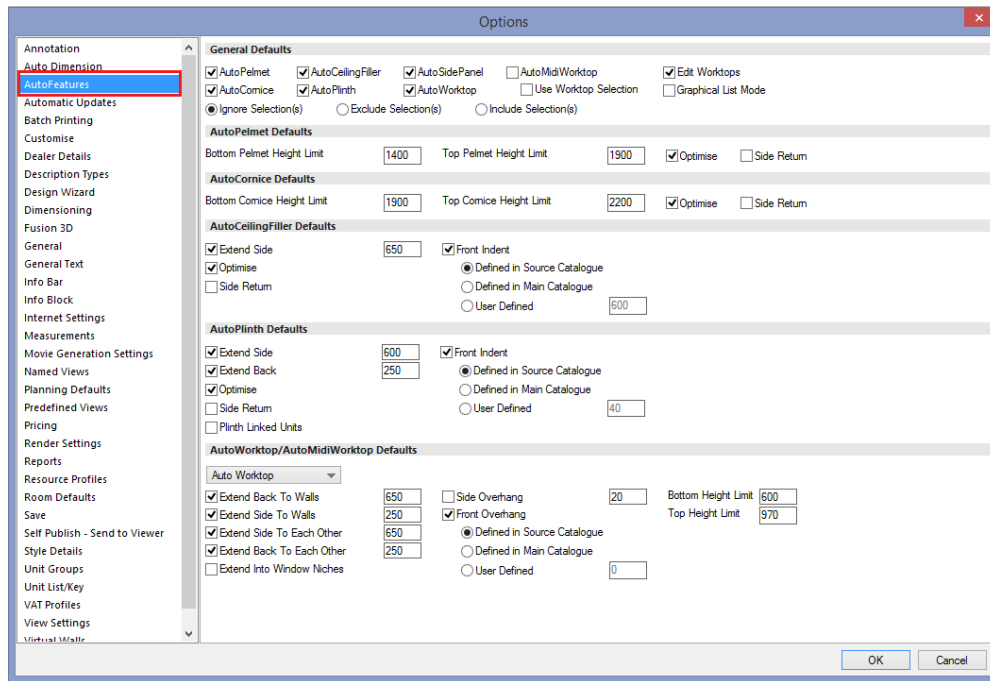 Options
Annotation
Auto Dimension
AutoFeatures
Automatic Updates
Batch Printing
Customise
Dealer Details
Description Types
Design Wizard
Dimensioning
Fusion 3D
General
General Text
Info Bar
Info Block
Internet Settings
Measurements
Movie Generation Settings
Named Views
Planning Defaults
Predefined Views
Pricing
Render Settings
Reports
Resource Profiles
Room Defaults
Save
Self Publish - Send to Viewer
Style Details
Unit Groups
Unit List/Key
VAT Profiles
View Settings
Virtual Walls
General Defaults
AutoPelmet AutoCeilingFiller AutoSidePanel AutoMidiWorktop Edit Worktops
AutoCornice AutoPlinth AutoWorktop Use Worktop Selection Graphical List Mode
Ignore Selection(s) Exclude Selection(s) Include Selection(s)
AutoPelmet Defaults
Bottom Pelmet Height Limit 1400 Top Pelmet Height Limit 1900 Optimise Side Return
AutoCornice Defaults
Bottom Cornice Height Limit 1900 Top Cornice Height Limit 2200 Optimise Side Return
AutoCeilingFiller Defaults
Extend Side 650 Front Indent
Optimise Defined in Source Catalogue
Side Return Defined in Main Catalogue
User Defined 600
AutoPlinth Defaults
Extend Side 600 Front Indent
Extend Back 250 Defined in Source Catalogue
Optimise Defined in Main Catalogue
Side Return User Defined 40
Plinth Linked Units
AutoWorktop/AutoMidiWorktop Defaults
Auto Worktop
Extend Back To Walls 650 Side Overhang 20 Bottom Height Limit 600
Extend Side To Walls 250 Front Overhang Top Height Limit 970
Extend Side To Each Other 650 Defined in Source Catalogue
Extend Back To Each Other 250 Defined in Main Catalogue
Extend Into Window Niches User Defined 0
OK Cancel